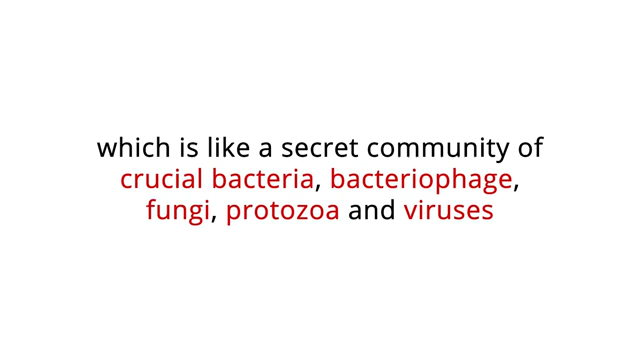 which is like a secret community of
crucial bacteria, bacteriophage,
fungi, protozoa and viruses